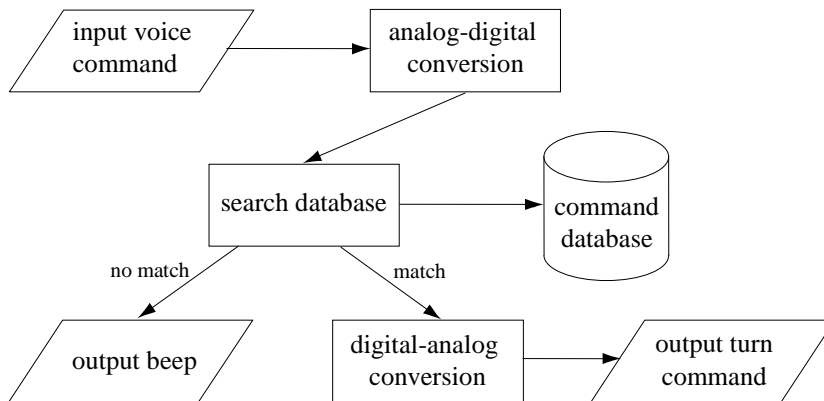 input voice
command
analog-digital
conversion
search database
command
database
no match
match
output beep
digital-analog
conversion
output turn
command